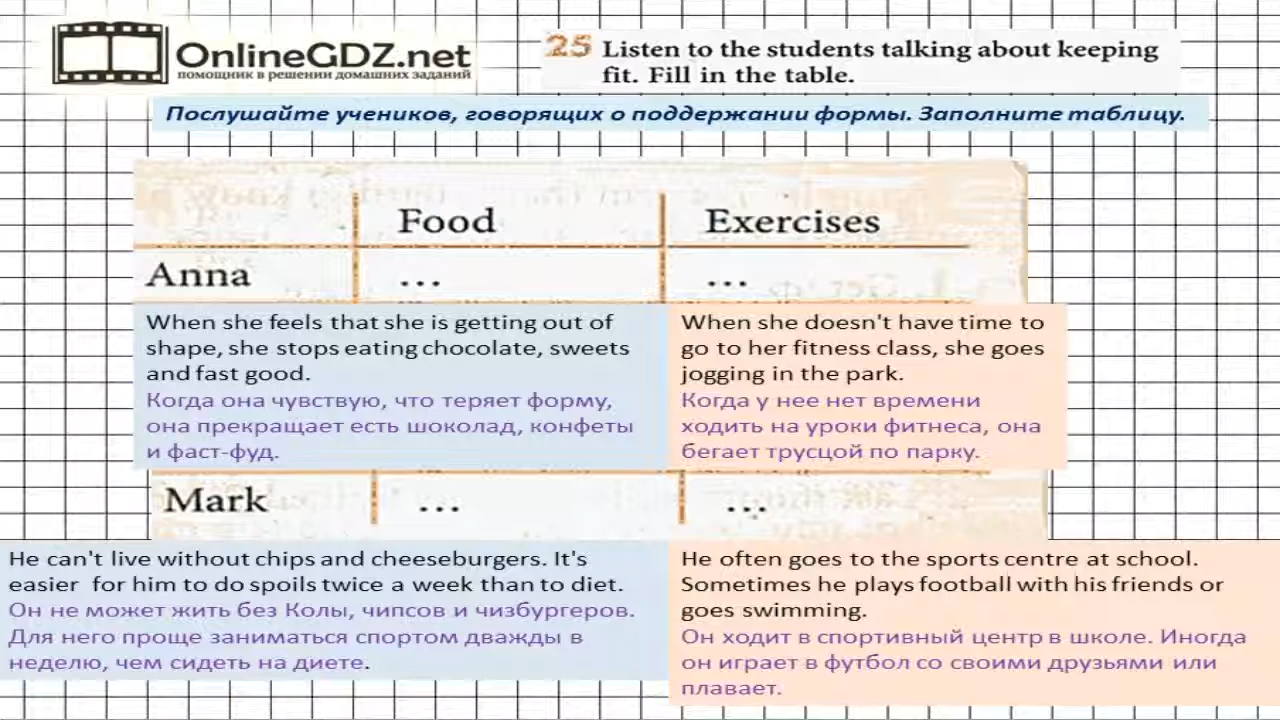 OnlineGDZ.net
помощник в решении домашних заданий
25 Listen to the students talking about keeping
fit. Fill in the table.
Послушайте учеников, говорящих о поддержании формы. Заполните таблицу.
Food Exercises
Anna ... ...
When she feels that she is getting out of
shape, she stops eating chocolate, sweets
and fast good.
Когда она чувствую, что теряет форму,
она прекращает есть шоколад, конфеты
и фаст-фуд.
When she doesn't have time to
go to her fitness class, she goes
jogging in the park.
Когда у нее нет времени
ходить на уроки фитнеса, она
бегает трусцой по парку.
Mark ... ...
He can't live without chips and cheeseburgers. It's
easier for him to do spoils twice a week than to diet.
Он не может жить без Колы, чипсов и чизбургеров.
Для него проще заниматься спортом дважды в
неделю, чем сидеть на диете.
He often goes to the sports centre at school.
Sometimes he plays football with his friends or
goes swimming.
Он ходит в спортивный центр в школе. Иногда
он играет в футбол со своими друзьями или
плавает.